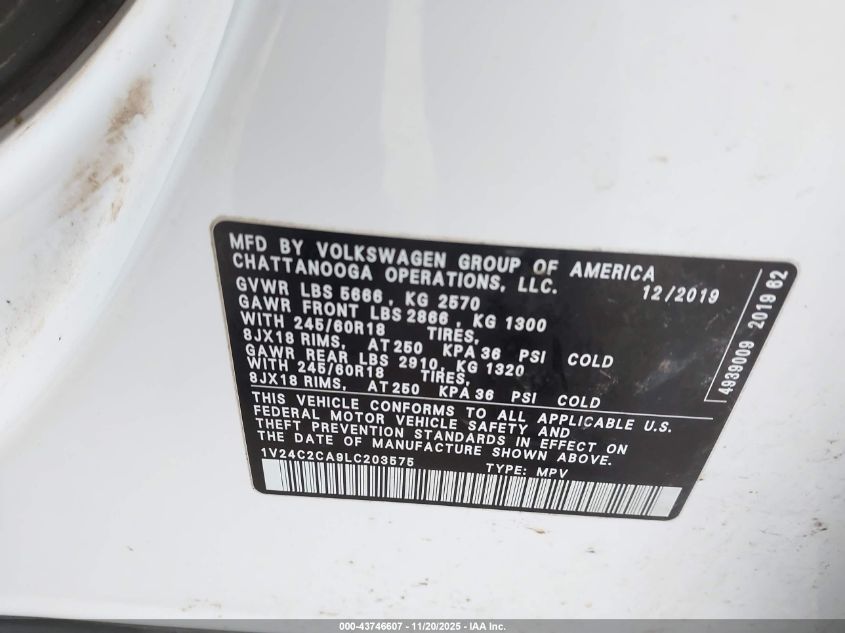 MFD BY VOLKSWAGEN GROUP OF AMERICA
CHATTANOOGA OPERATIONS, LLC.
12/2019
GVWR LBS 5666, KG 2570
GAWR FRONT LBS 2866, KG 1300
WITH 245/60R18 TIRES,
8JX18 RIMS, AT 250 KPA 36 PSI COLD
GAWR REAR LBS 2910, KG 1320
WITH 245/60R18 TIRES,
8JX18 RIMS, AT 250 KPA 36 PSI COLD
THIS VEHICLE CONFORMS TO ALL APPLICABLE U.S.
FEDERAL MOTOR VEHICLE SAFETY AND
THEFT PREVENTION STANDARDS IN EFFECT ON
THE DATE OF MANUFACTURE SHOWN ABOVE.
1V24C2CA9LC203575 TYPE: MPV
4939009 2019 62
000-43746607 - 11/20/2025 - IAA Inc.